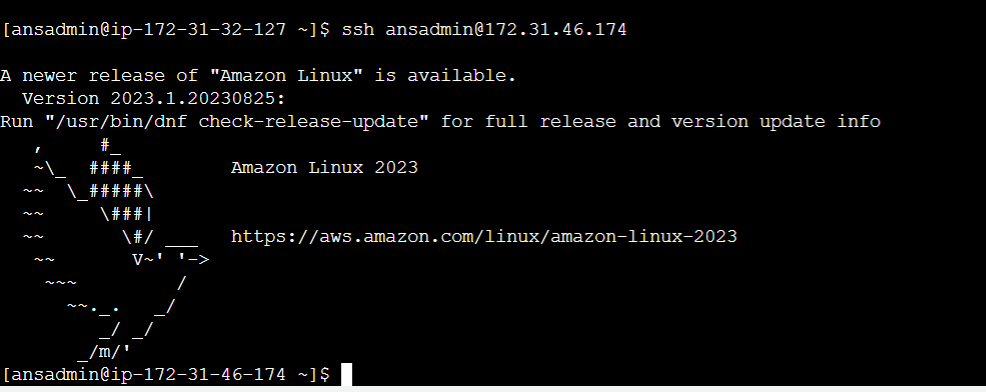 [ansadmin@ip-172-31-32-127 ~]$ ssh ansadmin@172.31.46.174
A newer release of "Amazon Linux" is available.
  Version 2023.1.20230825:
Run "/usr/bin/dnf check-release-update" for full release and version update info
   ,     #_
   ~\_  ####_        Amazon Linux 2023
  ~~  \_#####\
  ~~     \###|
  ~~       \#/ ___   https://aws.amazon.com/linux/amazon-linux-2023
   ~~       V~' '->
    ~~~         /
      ~~._.   _/
         _/ _/
       _/m/'
[ansadmin@ip-172-31-46-174 ~]$